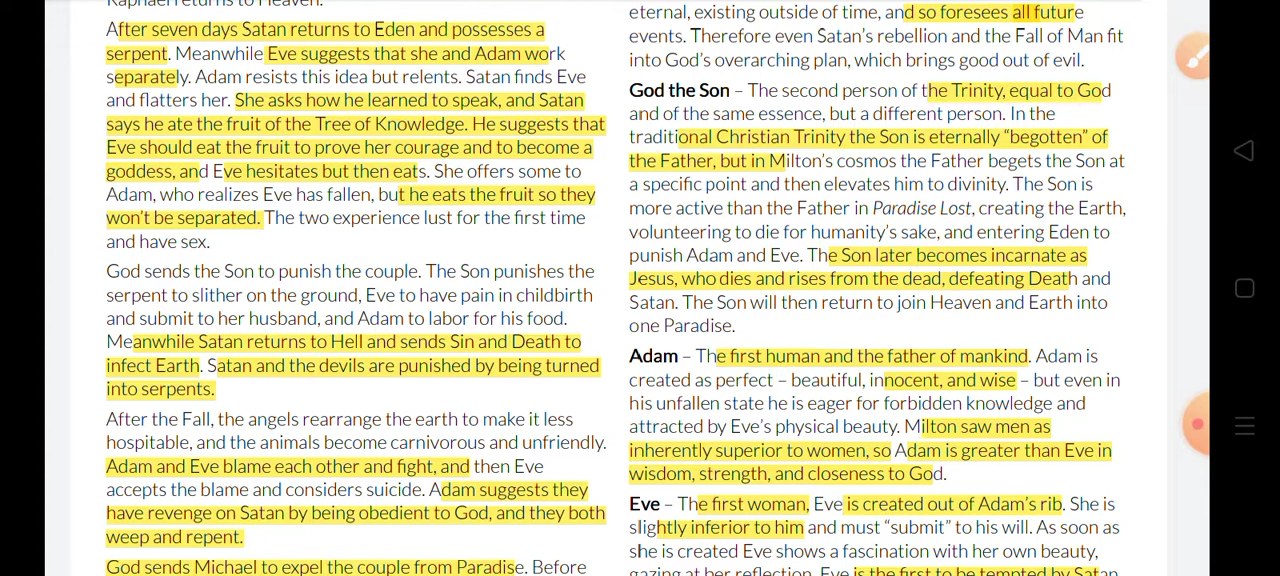 Raphael returns to Heaven.
After seven days Satan returns to Eden and possesses a
serpent. Meanwhile Eve suggests that she and Adam work
separately. Adam resists this idea but relents. Satan finds Eve
and flatters her. She asks how he learned to speak, and Satan
says he ate the fruit of the Tree of Knowledge. He suggests that
Eve should eat the fruit to prove her courage and to become a
goddess, and Eve hesitates but then eats. She offers some to
Adam, who realizes Eve has fallen, but he eats the fruit so they
won't be separated. The two experience lust for the first time
and have sex.
God sends the Son to punish the couple. The Son punishes the
serpent to slither on the ground, Eve to have pain in childbirth
and submit to her husband, and Adam to labor for his food.
Meanwhile Satan returns to Hell and sends Sin and Death to
infect Earth. Satan and the devils are punished by being turned
into serpents.
After the Fall, the angels rearrange the earth to make it less
hospitable, and the animals become carnivorous and unfriendly.
Adam and Eve blame each other and fight, and then Eve
accepts the blame and considers suicide. Adam suggests they
have revenge on Satan by being obedient to God, and they both
weep and repent.
God sends Michael to expel the couple from Paradise. Before
eternal, existing outside of time, and so foresees all future
events. Therefore even Satan's rebellion and the Fall of Man fit
into God's overarching plan, which brings good out of evil.
God the Son – The second person of the Trinity, equal to God
and of the same essence, but a different person. In the
traditional Christian Trinity the Son is eternally "begotten" of
the Father, but in Milton's cosmos the Father begets the Son at
a specific point and then elevates him to divinity. The Son is
more active than the Father in Paradise Lost, creating the Earth,
volunteering to die for humanity's sake, and entering Eden to
punish Adam and Eve. The Son later becomes incarnate as
Jesus, who dies and rises from the dead, defeating Death and
Satan. The Son will then return to join Heaven and Earth into
one Paradise.
Adam – The first human and the father of mankind. Adam is
created as perfect – beautiful, innocent, and wise – but even in
his unfallen state he is eager for forbidden knowledge and
attracted by Eve's physical beauty. Milton saw men as
inherently superior to women, so Adam is greater than Eve in
wisdom, strength, and closeness to God.
Eve – The first woman, Eve is created out of Adam's rib. She is
slightly inferior to him and must "submit" to his will. As soon as
she is created Eve shows a fascination with her own beauty,
gazing at her reflection. Eve is the first to be tempted by Satan